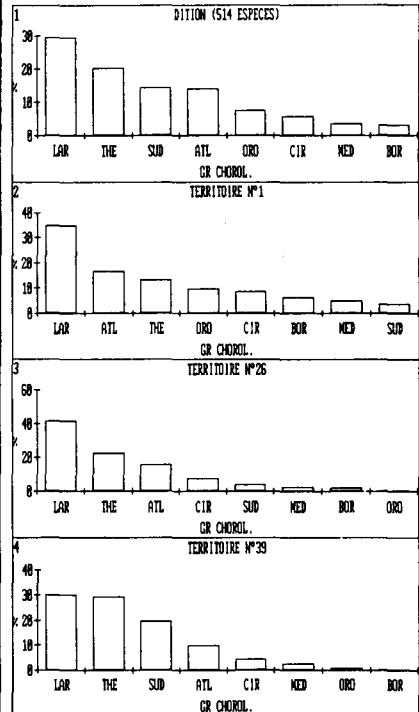 1
DITION (514 ESPECES)
30
20
%
10
0
LAR THE SUD ATL ORO CIR MED BOR
GR CHOROL.
2
TERRITOIRE N°1
40
30
% 20
10
0
LAR ATL THE ORO CIR BOR MED SUD
GR CHOROL.
3
TERRITOIRE N°26
60
40
%
20
0
LAR THE ATL CIR SUD MED BOR ORO
GR CHOROL.
4
TERRITOIRE N°39
40
30
% 20
10
0
LAR THE SUD ATL CIR MED ORO BOR
GR CHOROL.